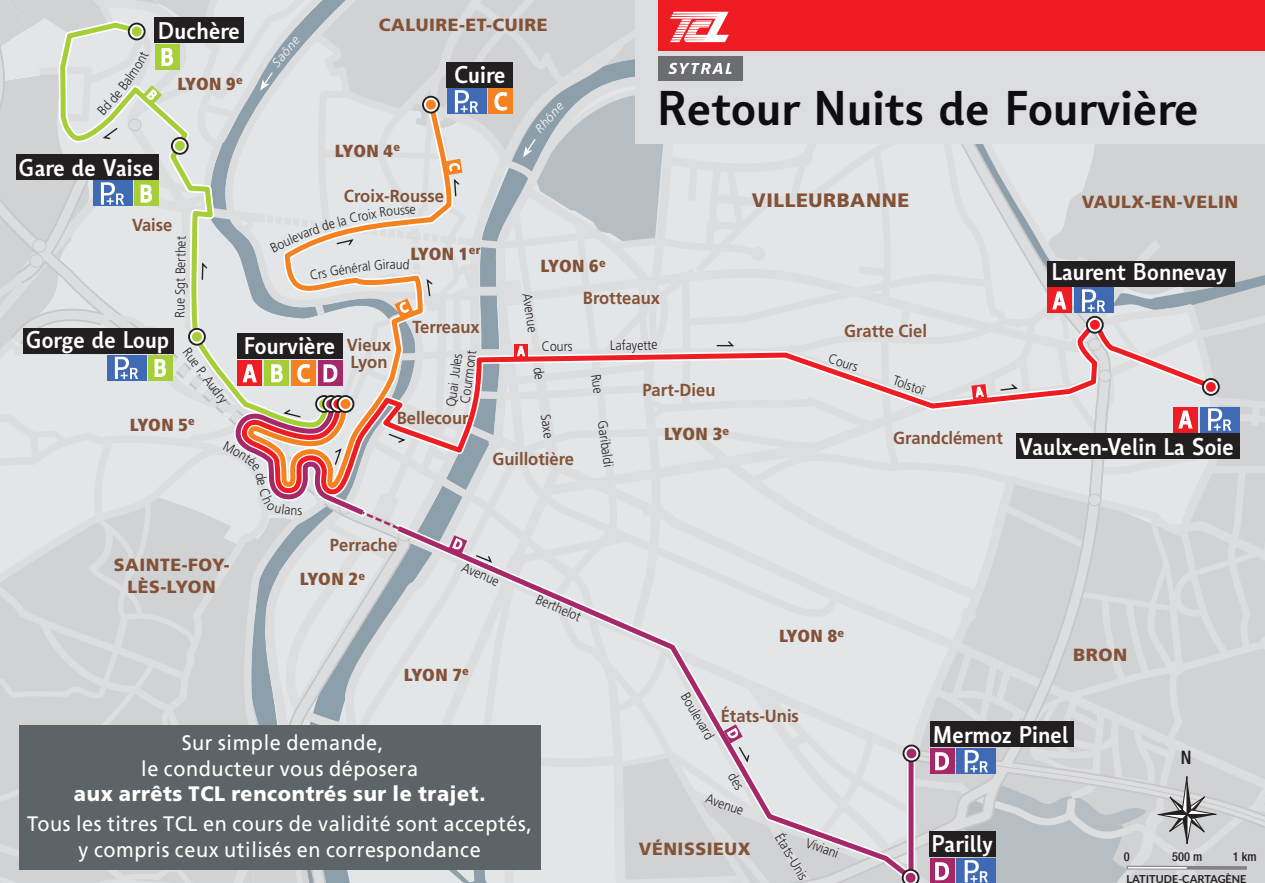 TCL
SYTRAL
Retour Nuits de Fourvière
CALUIRE-ET-CUIRE
Duchère
B
Bd de Balmont
B
LYON 9e
Saône
Cuire
P+R C
Rhône
LYON 4e
C
Gare de Vaise
P+R B
Croix-Rousse
Boulevard de la Croix Rousse
Vaise
VILLEURBANNE
VAULX-EN-VELIN
Rue Sgt Berthet
LYON 1er
Crs Général Giraud
LYON 6e
Laurent Bonnevay
A P+R
Brotteaux
C
Terreaux
Avenue
de
Saxe
Gratte Ciel
Gorge de Loup
P+R B
Fourvière
A B C D
Vieux
Lyon
Quai Jules
Courmont
A
Cours
Lafayette
Rue
Garibaldi
Cours
Tolstoï
A
Rue P. Audry
Part-Dieu
LYON 5e
Bellecour
LYON 3e
Grandclément
A P+R
Vaulx-en-Velin La Soie
Montée de Choulans
Guillotière
Perrache
D
Avenue
Berthelot
SAINTE-FOY-
LÈS-LYON
LYON 2e
LYON 8e
BRON
LYON 7e
Boulevard
des
États-Unis
États-Unis
D
Mermoz Pinel
D P+R
Avenue
Viviani
VÉNISSIEUX
Parilly
D P+R
Sur simple demande,
le conducteur vous déposera
aux arrêts TCL rencontrés sur le trajet.
Tous les titres TCL en cours de validité sont acceptés,
y compris ceux utilisés en correspondance
N
0 500 m 1 km
LATITUDE-CARTAGÈNE